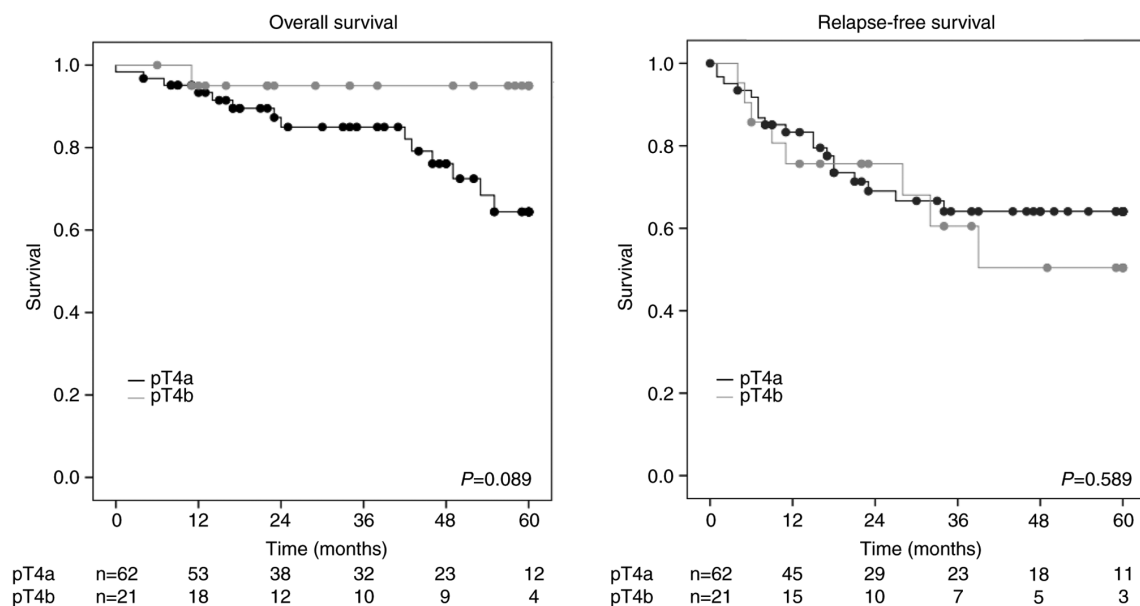 Overall survival
1.0
0.8
0.6
0.4
0.2
0.0
Survival
pT4a
pT4b
P=0.089
0 12 24 36 48 60
Time (months)
pT4a n=62 53 38 32 23 12
pT4b n=21 18 12 10 9 4
Relapse-free survival
1.0
0.8
0.6
0.4
0.2
0.0
Survival
pT4a
pT4b
P=0.589
0 12 24 36 48 60
Time (months)
pT4a n=62 45 29 23 18 11
pT4b n=21 15 10 7 5 3